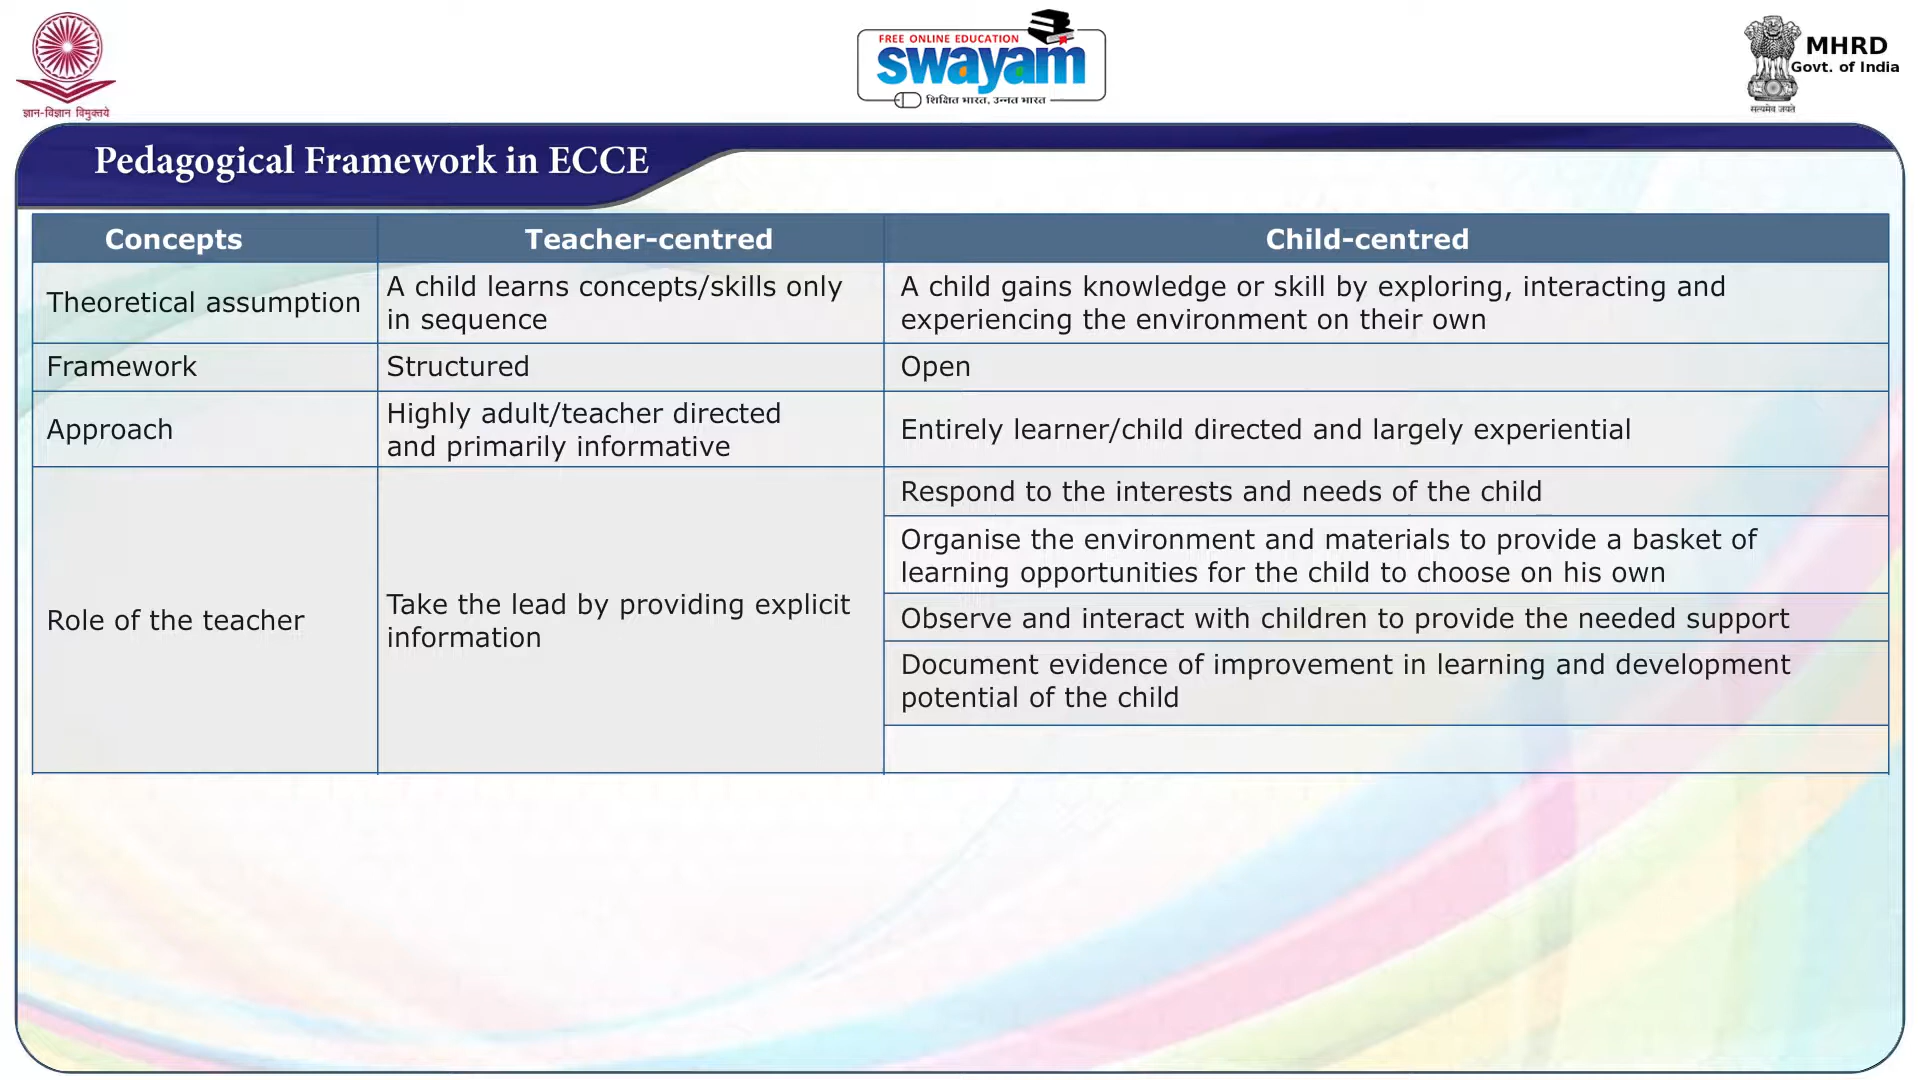 ज्ञान-विज्ञान विमुक्तये
FREE ONLINE EDUCATION
swayam
शिक्षित भारत, उन्नत भारत
MHRD
Govt. of India
सत्यमेव जयते
Pedagogical Framework in ECCE
Concepts
Teacher-centred
Child-centred
Theoretical assumption
A child learns concepts/skills only
in sequence
A child gains knowledge or skill by exploring, interacting and
experiencing the environment on their own
Framework
Structured
Open
Approach
Highly adult/teacher directed
and primarily informative
Entirely learner/child directed and largely experiential
Role of the teacher
Take the lead by providing explicit
information
Respond to the interests and needs of the child
Organise the environment and materials to provide a basket of
learning opportunities for the child to choose on his own
Observe and interact with children to provide the needed support
Document evidence of improvement in learning and development
potential of the child